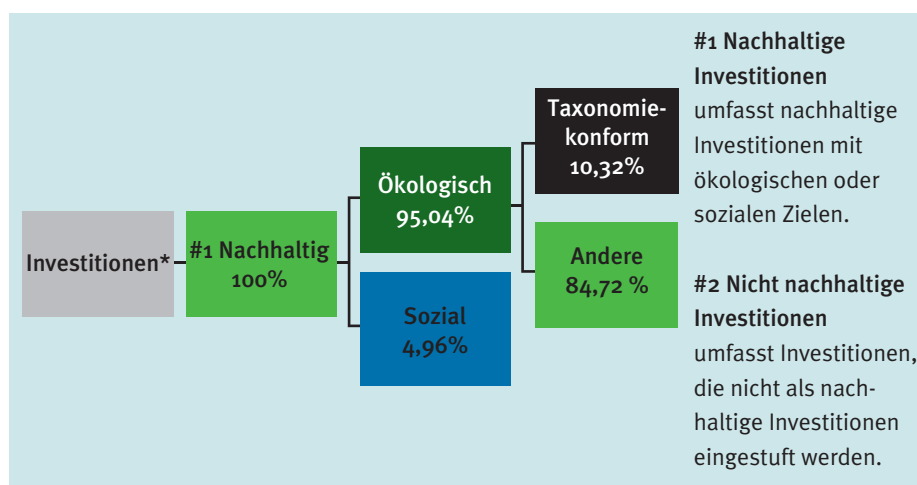 Investitionen*
#1 Nachhaltig
100%
Ökologisch
95,04%
Sozial
4,96%
Taxonomie-
konform
10,32%
Andere
84,72 %
#1 Nachhaltige
Investitionen
umfasst nachhaltige
Investitionen mit
ökologischen oder
sozialen Zielen.
#2 Nicht nachhaltige
Investitionen
umfasst Investitionen,
die nicht als nach-
haltige Investitionen
eingestuft werden.